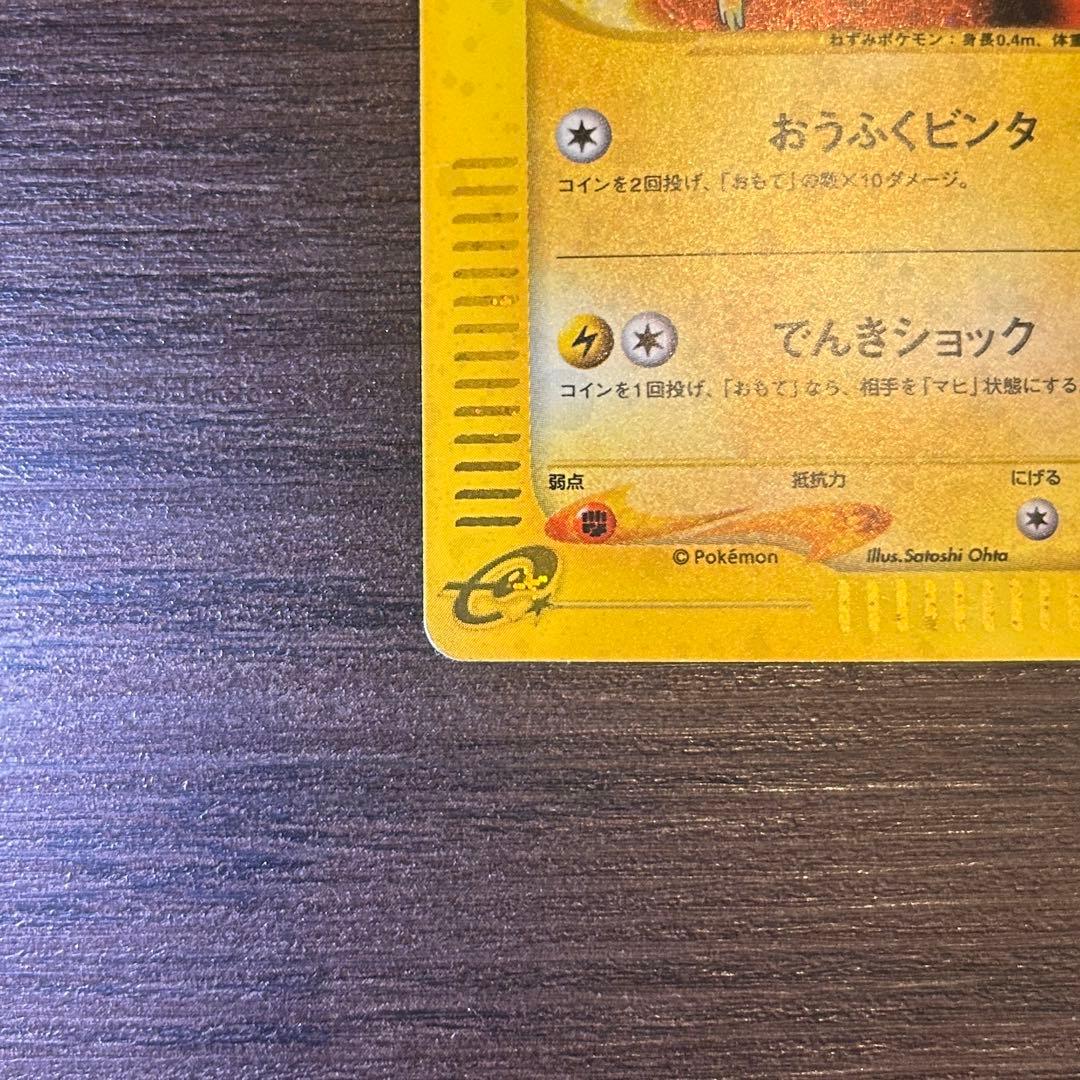 ねずみポケモン：身長0.4m、体重
おうふくビンタ
コインを2回投げ、「おもて」の数×10ダメージ。
でんきショック
コインを1回投げ、「おもて」なら、相手を「マヒ」状態にする
弱点 抵抗力 にげる
© Pokémon Illus.Satoshi Ohta